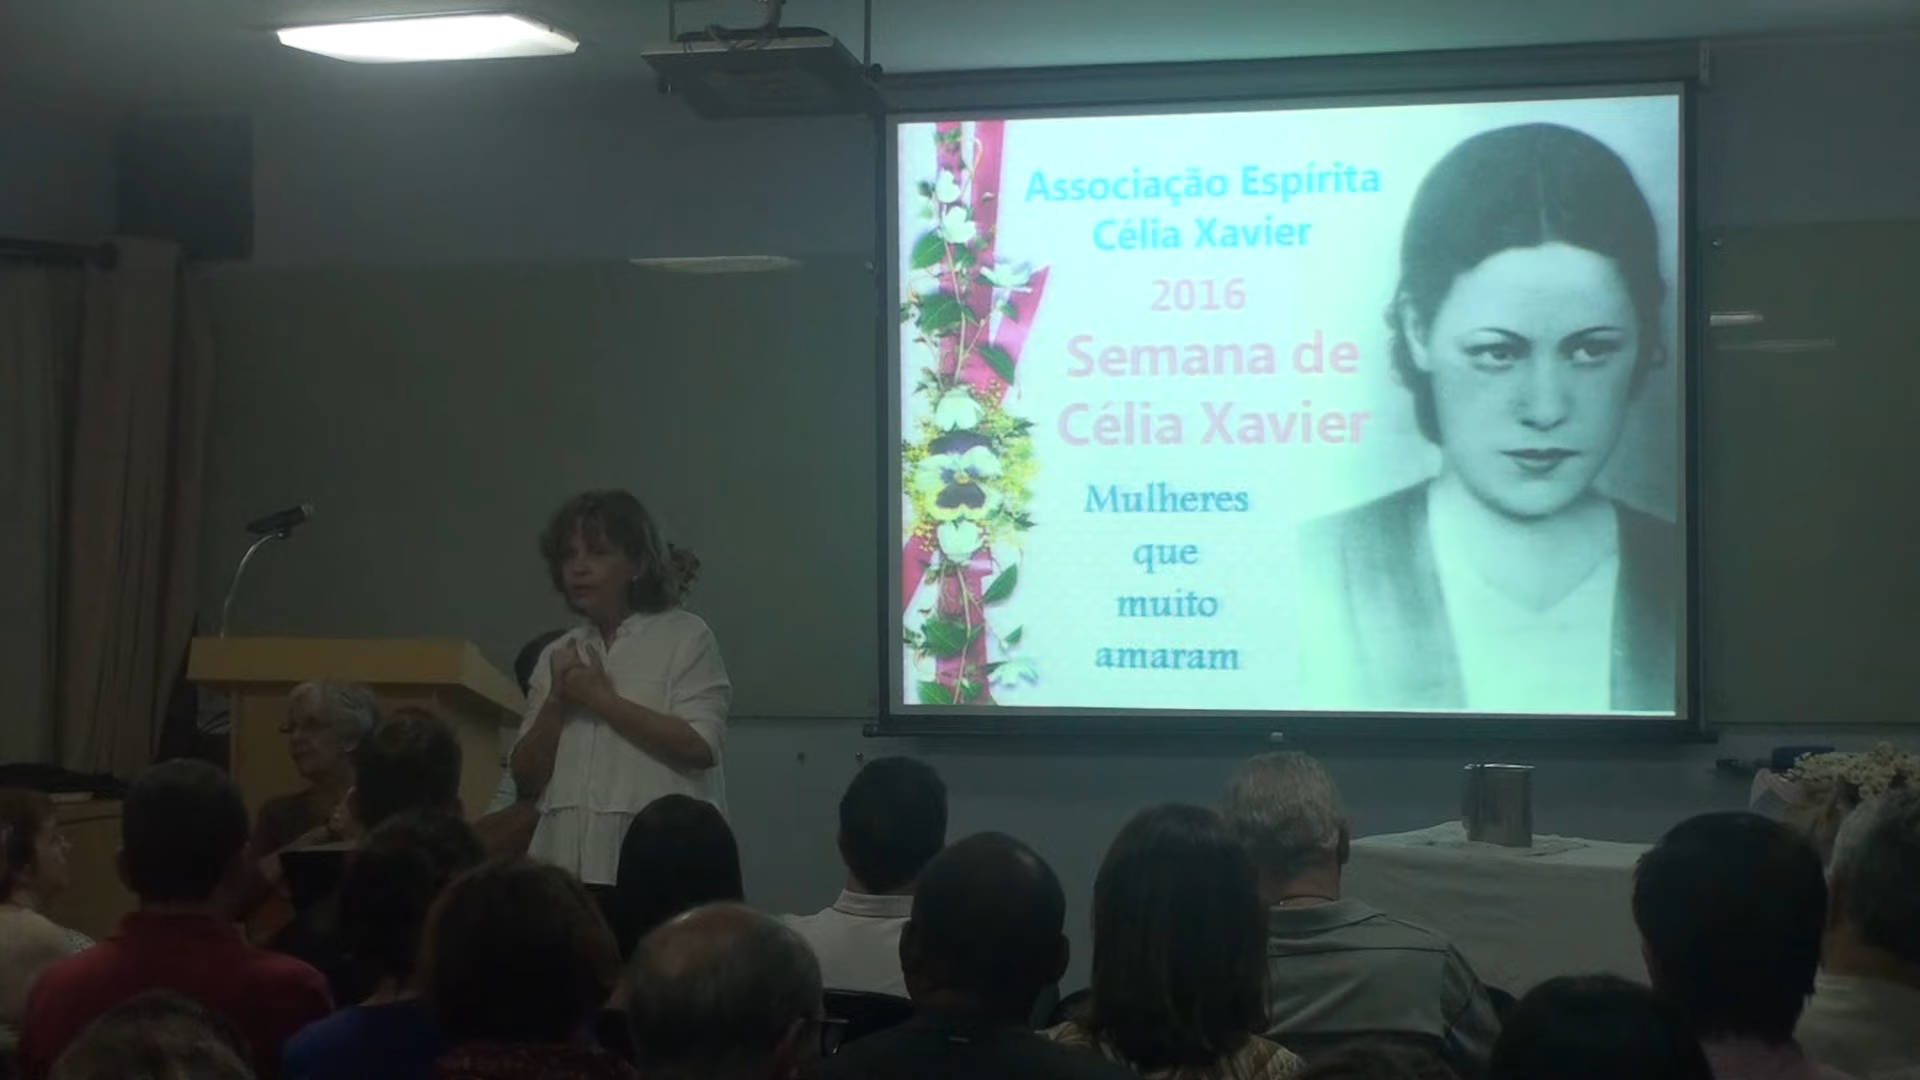 Associação Espírita
Célia Xavier
2016
Semana de
Célia Xavier
Mulheres
que
muito
amaram